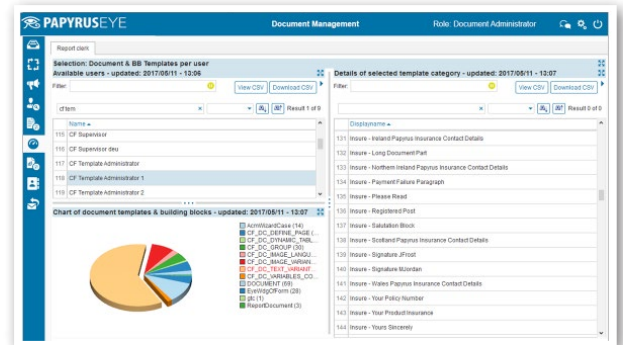 PAPYRUSEYE
Document Management
Role: Document Administrator
Report clerk
Selection: Document & BB Templates per user
Available users - updated: 2017/05/11 - 13:06
Filter:
View CSV
Download CSV
Result 1 of 9
Name
115 CF Supervisor
116 CF Supervisor deu
117 CF Template Administrator
118 CF Template Administrator 1
119 CF Template Administrator 2
Chart of document templates & building blocks - updated: 2017/05/11 - 13:07
AcmWizardCase (14)
CF_DC_DEFINE_PAGE (...
CF_DC_DYNAMIC_TABL...
CF_DC_GROUP (30)
CF_DC_IMAGE_LANGU...
CF_DC_IMAGE_VARIAN...
CF_DC_TEXT_VARIANT...
CF_DC_VARIABLES_CO...
DOCUMENT (69)
EyeWdgCfForm (28)
gtc (1)
ReportDocument (3)
Details of selected template category - updated: 2017/05/11 - 13:07
Filter:
View CSV
Download CSV
Result 0 of 0
Displayname
131 Insure - Ireland Papyrus Insurance Contact Details
132 Insure - Long Document Part
133 Insure - Northern Ireland Papyrus Insurance Contact Details
134 Insure - Payment Failure Paragraph
135 Insure - Please Read
136 Insure - Registered Post
137 Insure - Salutation Block
138 Insure - Scotland Papyrus Insurance Contact Details
139 Insure - Signature JFrost
140 Insure - Signature MJordan
141 Insure - Wales Papyrus Insurance Contact Details
142 Insure - Your Policy Number
143 Insure - Your Product Insurance
144 Insure - Yours Sincerely